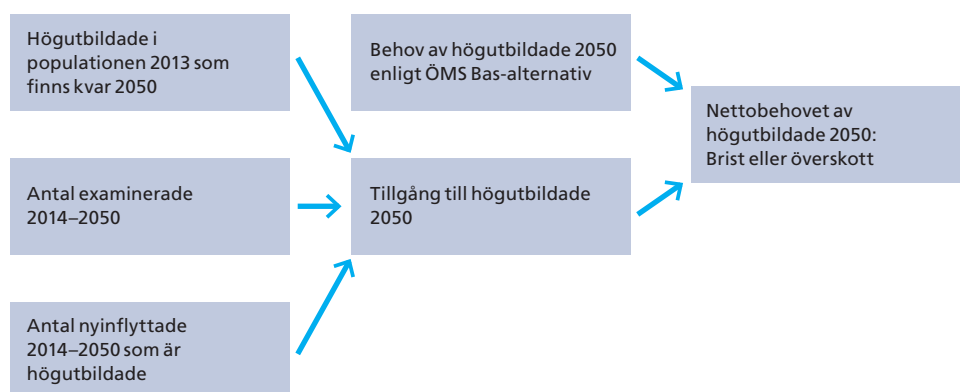 Högutbildade i
populationen 2013 som
finns kvar 2050
Behov av högutbildade 2050
enligt ÖMS Bas-alternativ
Nettobehovet av
högutbildade 2050:
Brist eller överskott
Antal examinerade
2014–2050
Tillgång till högutbildade
2050
Antal nyinflyttade
2014–2050 som är
högutbildade